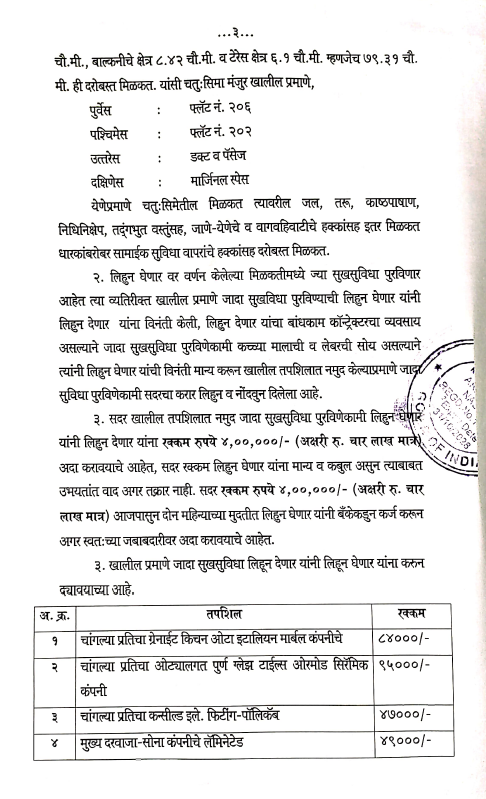 ...३...
चौ.मी., बाल्कनीचे क्षेत्र ८.४२ चौ.मी. व टेरेस क्षेत्र ६.१ चौ.मी. म्हणजेच ७९.३१ चौ.
मी. ही दरोबस्त मिळकत. यांसी चतु:सिमा मंजुर खालील प्रमाणे,
पुर्वेस : फ्लॅट नं. २०६
पश्चिमेस : फ्लॅट नं. २०२
उत्तरेस : डक्ट व पॅसेज
दक्षिणेस : मार्जिनल स्पेस
येणेप्रमाणे चतु:सिमेतील मिळकत त्यावरील जल, तरू, काष्ठपाषाण,
निधिनिक्षेप, तद्अंगभुत वस्तुंसह, जाणे-येणेचे व वागवहिवाटीचे हक्कांसह इतर मिळकत
धारकांबरोबर सामाईक सुविधा वापरांचे हक्कांसह दरोबस्त मिळकत.
२. लिहुन घेणार वर वर्णन केलेल्या मिळकतीमध्ये ज्या सुखसुविधा पुरविणार
आहेत त्या व्यतिरीक्त खालील प्रमाणे जादा सुखविधा पुरविण्याची लिहुन घेणार यांनी
लिहुन देणार यांना विनंती केली, लिहुन देणार यांचा बांधकाम कॉन्ट्रेक्टरचा व्यवसाय
असल्याने जादा सुखसुविधा पुरविणेकामी कच्च्या मालाची व लेबरची सोय असल्याने
त्यांनी लिहुन घेणार यांची विनंती मान्य करून खालील तपशिलात नमुद केल्याप्रमाणे जादा
सुविधा पुरविणेकामी सदरचा करार लिहुन व नोंदवुन दिलेला आहे.
३. सदर खालील तपशिलात नमुद जादा सुखसुविधा पुरविणेकामी लिहुन घेणार
यांनी लिहुन देणार यांना रक्कम रुपये ४,००,०००/- (अक्षरी रु. चार लाख मात्र)
अदा करावयाचे आहेत, सदर रक्कम लिहुन घेणार यांना मान्य व कबुल असुन त्याबाबत
उभयतांत वाद अगर तक्रार नाही. सदर रक्कम रुपये ४,००,०००/- (अक्षरी रु. चार
लाख मात्र) आजपासुन दोन महिन्याच्या मुदतीत लिहुन घेणार यांनी बँकेकडुन कर्ज करून
अगर स्वत:च्या जबाबदारीवर अदा करावयाचे आहेत.
३. खालील प्रमाणे जादा सुखसुविधा लिहून देणार यांनी लिहून घेणार यांना करुन
द्यावयाच्या आहे.
अ. क्र. तपशिल रक्कम
१ चांगल्या प्रतिचा ग्रेनाईट किचन ओटा इटालियन मार्बल कंपनीचे ८४०००/-
२ चांगल्या प्रतिचा ओट्यालगत पुर्ण ग्लेझ टाईल्स ओरमोड सिरॅमिक ९५०००/-
कंपनी
३ चांगल्या प्रतिचा कन्सील्ड इले. फिटींग-पॉलिकॅब ४७०००/-
४ मुख्य दरवाजा-सोना कंपनीचे लॅमिनेटेड ४९०००/-
REGD.No.
31/10/2028
OF INDIA